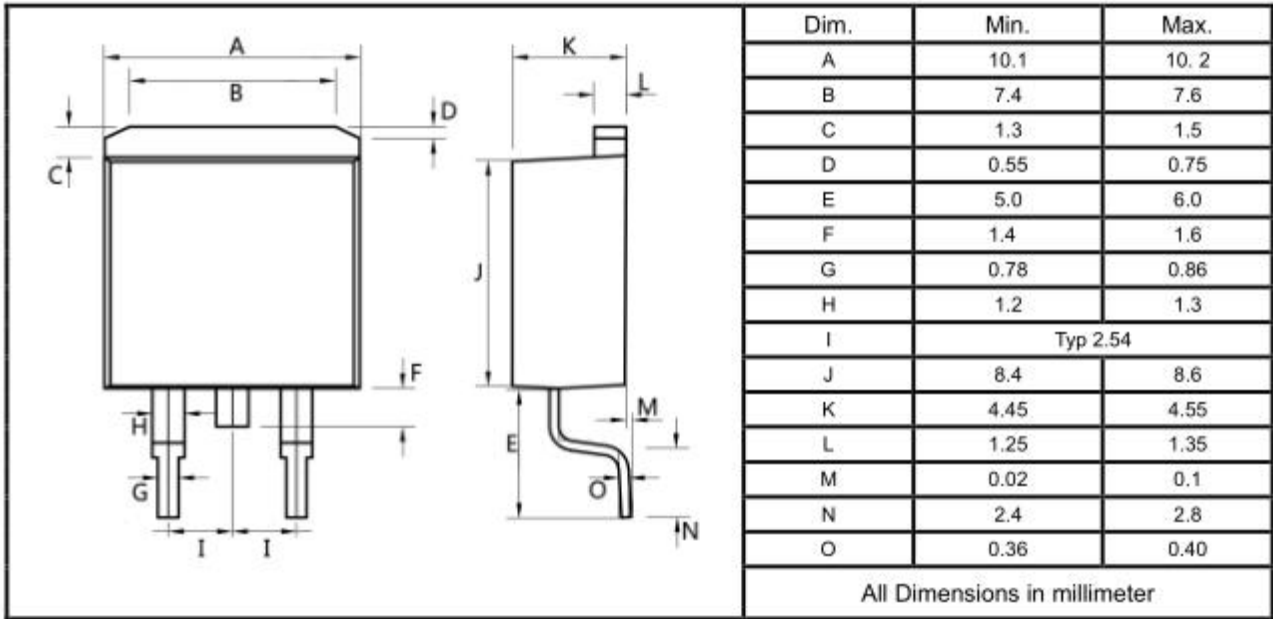 A
B
C
D
F
H
G
I I
K
L
J
E
M
O
N
Dim. Min. Max.
A 10.1 10. 2
B 7.4 7.6
C 1.3 1.5
D 0.55 0.75
E 5.0 6.0
F 1.4 1.6
G 0.78 0.86
H 1.2 1.3
I Typ 2.54
J 8.4 8.6
K 4.45 4.55
L 1.25 1.35
M 0.02 0.1
N 2.4 2.8
O 0.36 0.40
All Dimensions in millimeter